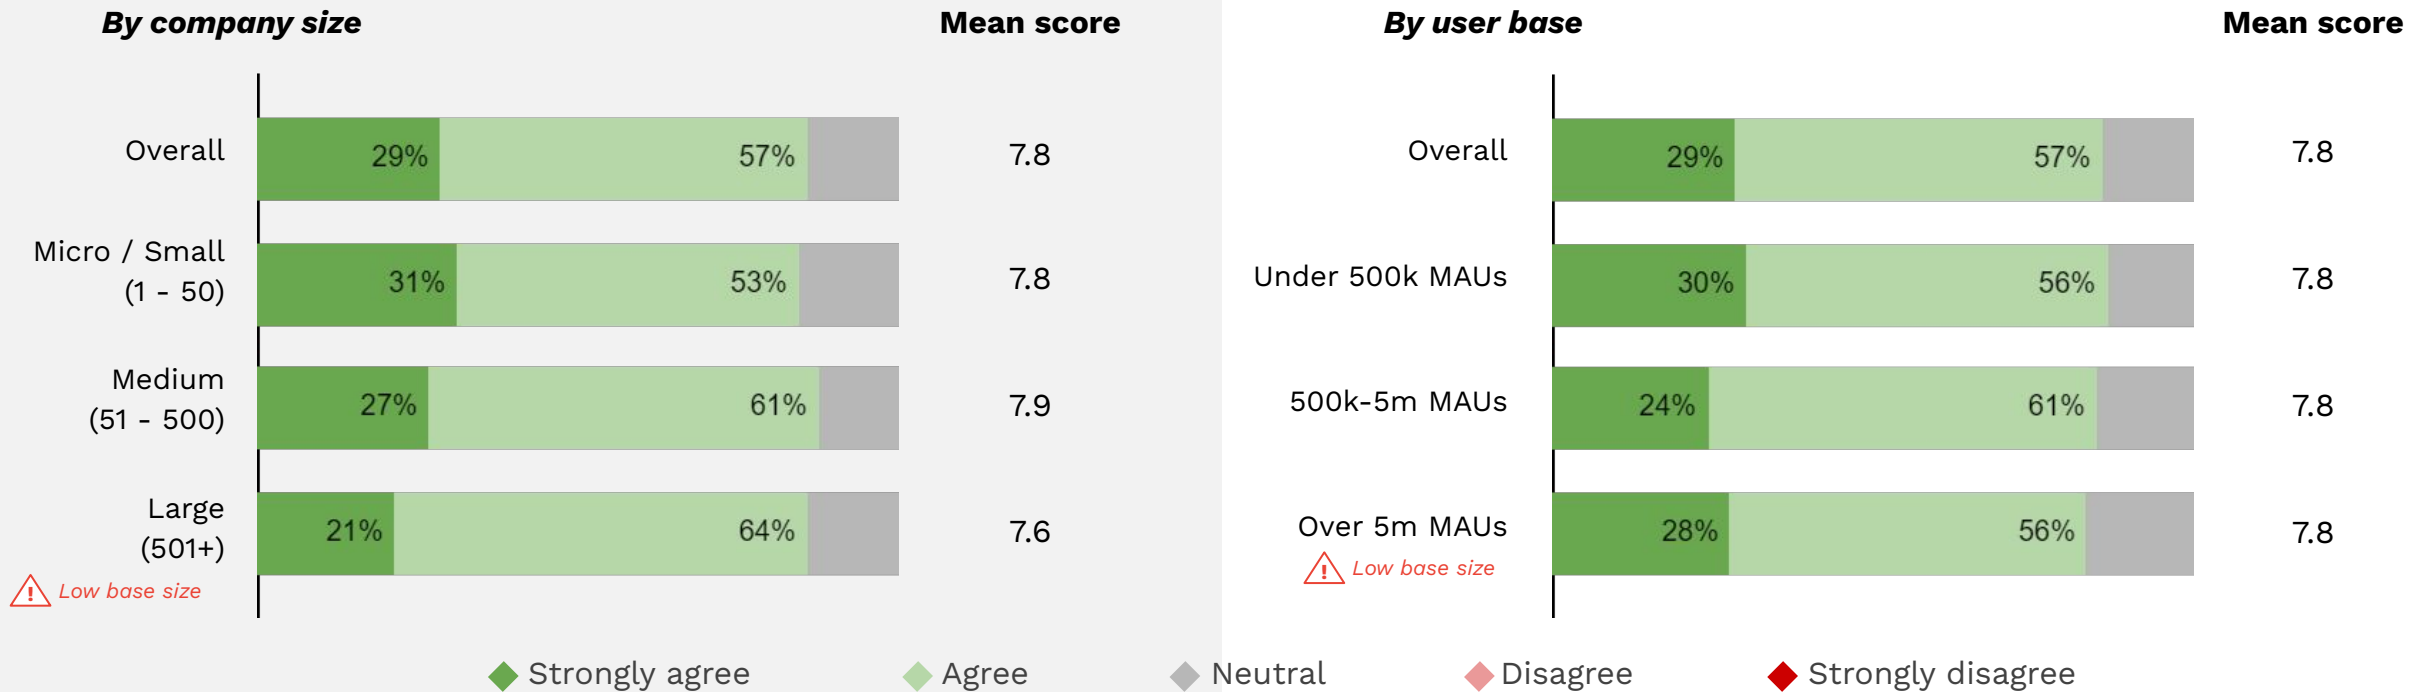 By company size
Mean score
Overall
29%
57%
7.8
Micro / Small
(1 - 50)
31%
53%
7.8
Medium
(51 - 500)
27%
61%
7.9
Large
(501+)
21%
64%
7.6
Low base size
By user base
Mean score
Overall
29%
57%
7.8
Under 500k MAUs
30%
56%
7.8
500k-5m MAUs
24%
61%
7.8
Over 5m MAUs
28%
56%
7.8
Low base size
Strongly agree
Agree
Neutral
Disagree
Strongly disagree